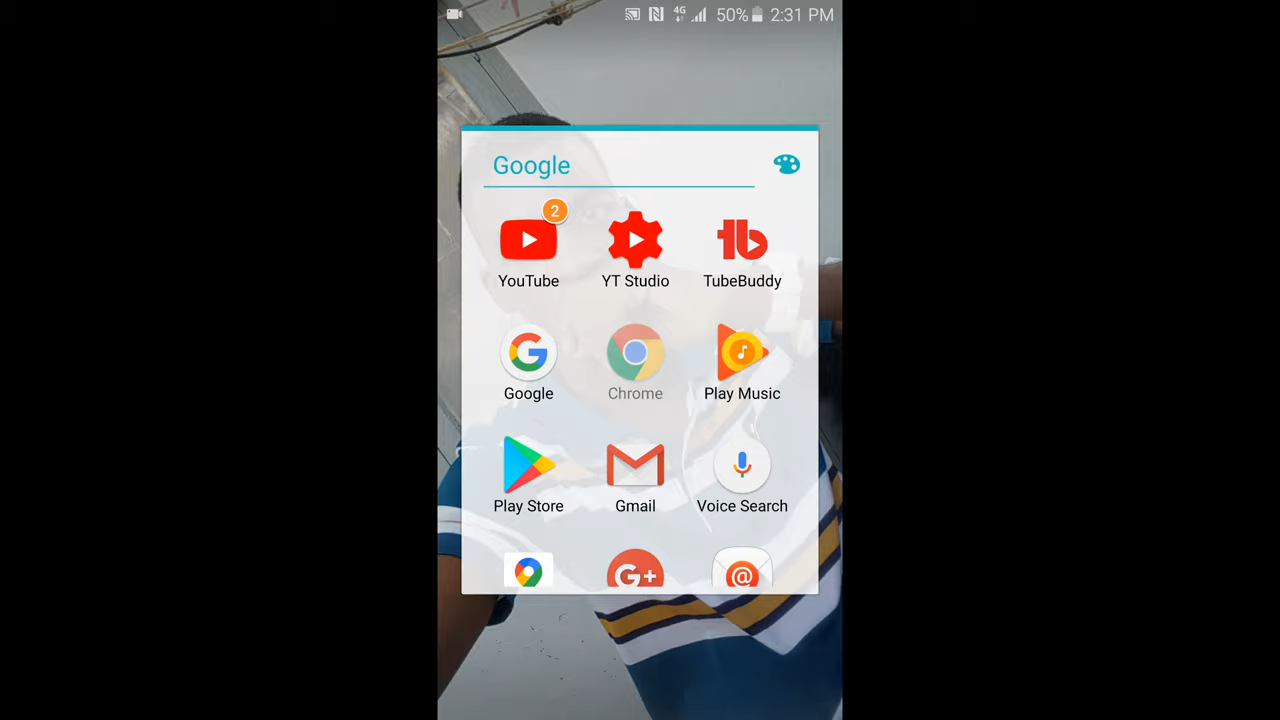 4G 50% 2:31 PM
Google
2
YouTube YT Studio TubeBuddy
Google Chrome Play Music
Play Store Gmail Voice Search
G+ @